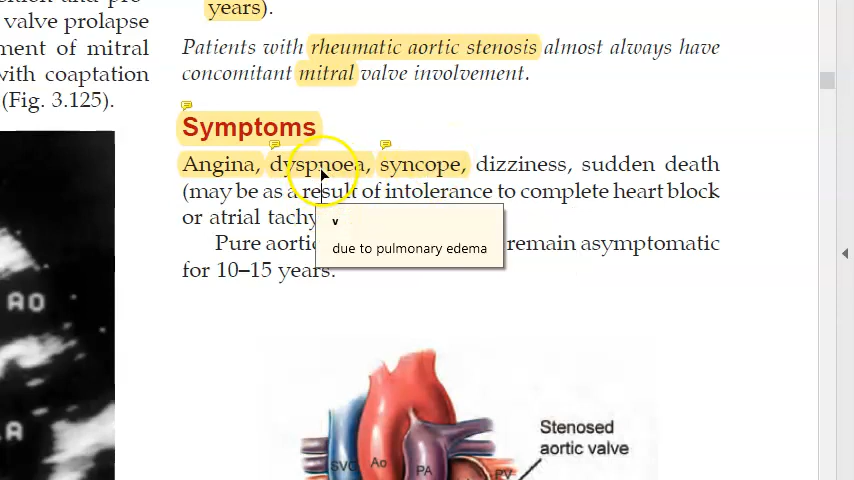 years).
valve prolapse
ment of mitral
with coaptation
(Fig. 3.125).
AO
Patients with rheumatic aortic stenosis almost always have
concomitant mitral valve involvement.
Symptoms
Angina, dyspnoea, syncope, dizziness, sudden death
(may be as a result of intolerance to complete heart block
or atrial tachy
v
due to pulmonary edema
Pure aorti
remain asymptomatic
for 10–15 years.
Stenosed
aortic valve
SVC
Ao
PA
PV